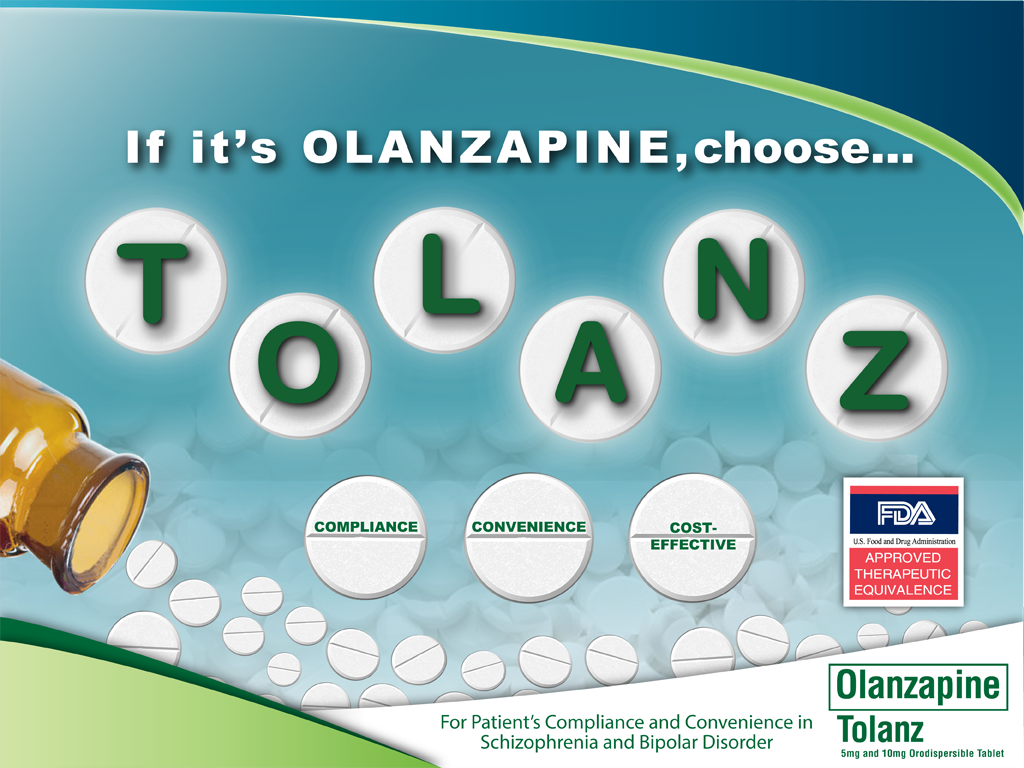 If it's OLANZAPINE,choose...
TOLANZ
COMPLIANCE
CONVENIENCE
COST-
EFFECTIVE
FDA
U.S. Food and Drug Administration
APPROVED
THERAPEUTIC
EQUIVALENCE
For Patient's Compliance and Convenience in
Schizophrenia and Bipolar Disorder
Olanzapine
Tolanz
5mg and 10mg Orodispersible Tablet